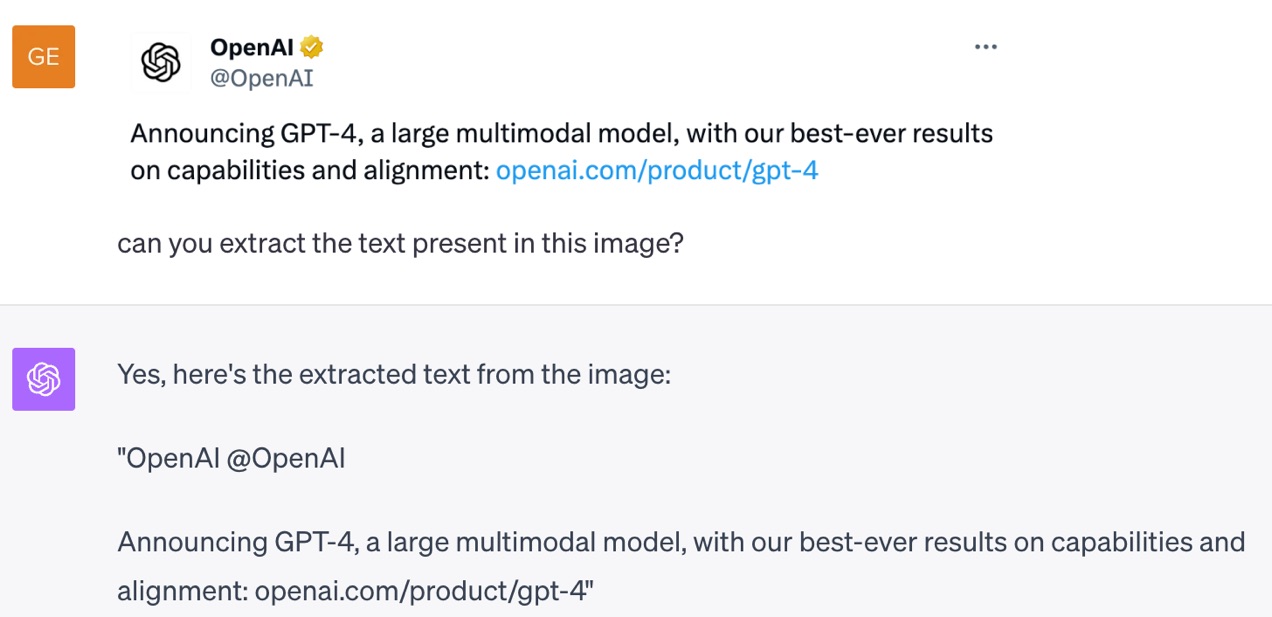 GE
OpenAI
@OpenAI
Announcing GPT-4, a large multimodal model, with our best-ever results
on capabilities and alignment: openai.com/product/gpt-4
can you extract the text present in this image?
Yes, here's the extracted text from the image:
"OpenAI @OpenAI
Announcing GPT-4, a large multimodal model, with our best-ever results on capabilities and
alignment: openai.com/product/gpt-4"